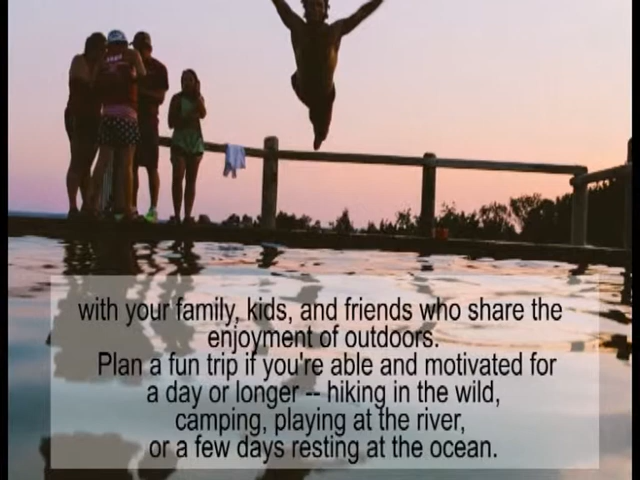 with your family, kids, and friends who share the
enjoyment of outdoors.
Plan a fun trip if you're able and motivated for
a day or longer -- hiking in the wild,
camping, playing at the river,
or a few days resting at the ocean.